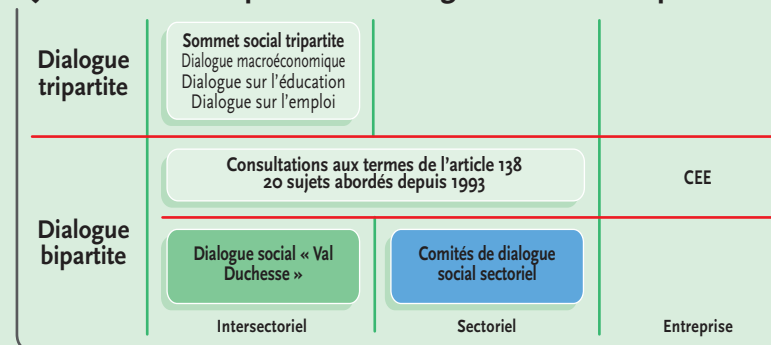 Dialogue
tripartite
Sommet social tripartite
Dialogue macroéconomique
Dialogue sur l'éducation
Dialogue sur l'emploi
Dialogue
bipartite
Consultations aux termes de l'article 138
20 sujets abordés depuis 1993
CEE
Dialogue social « Val
Duchesse »
Comités de dialogue
social sectoriel
Intersectoriel
Sectoriel
Entreprise